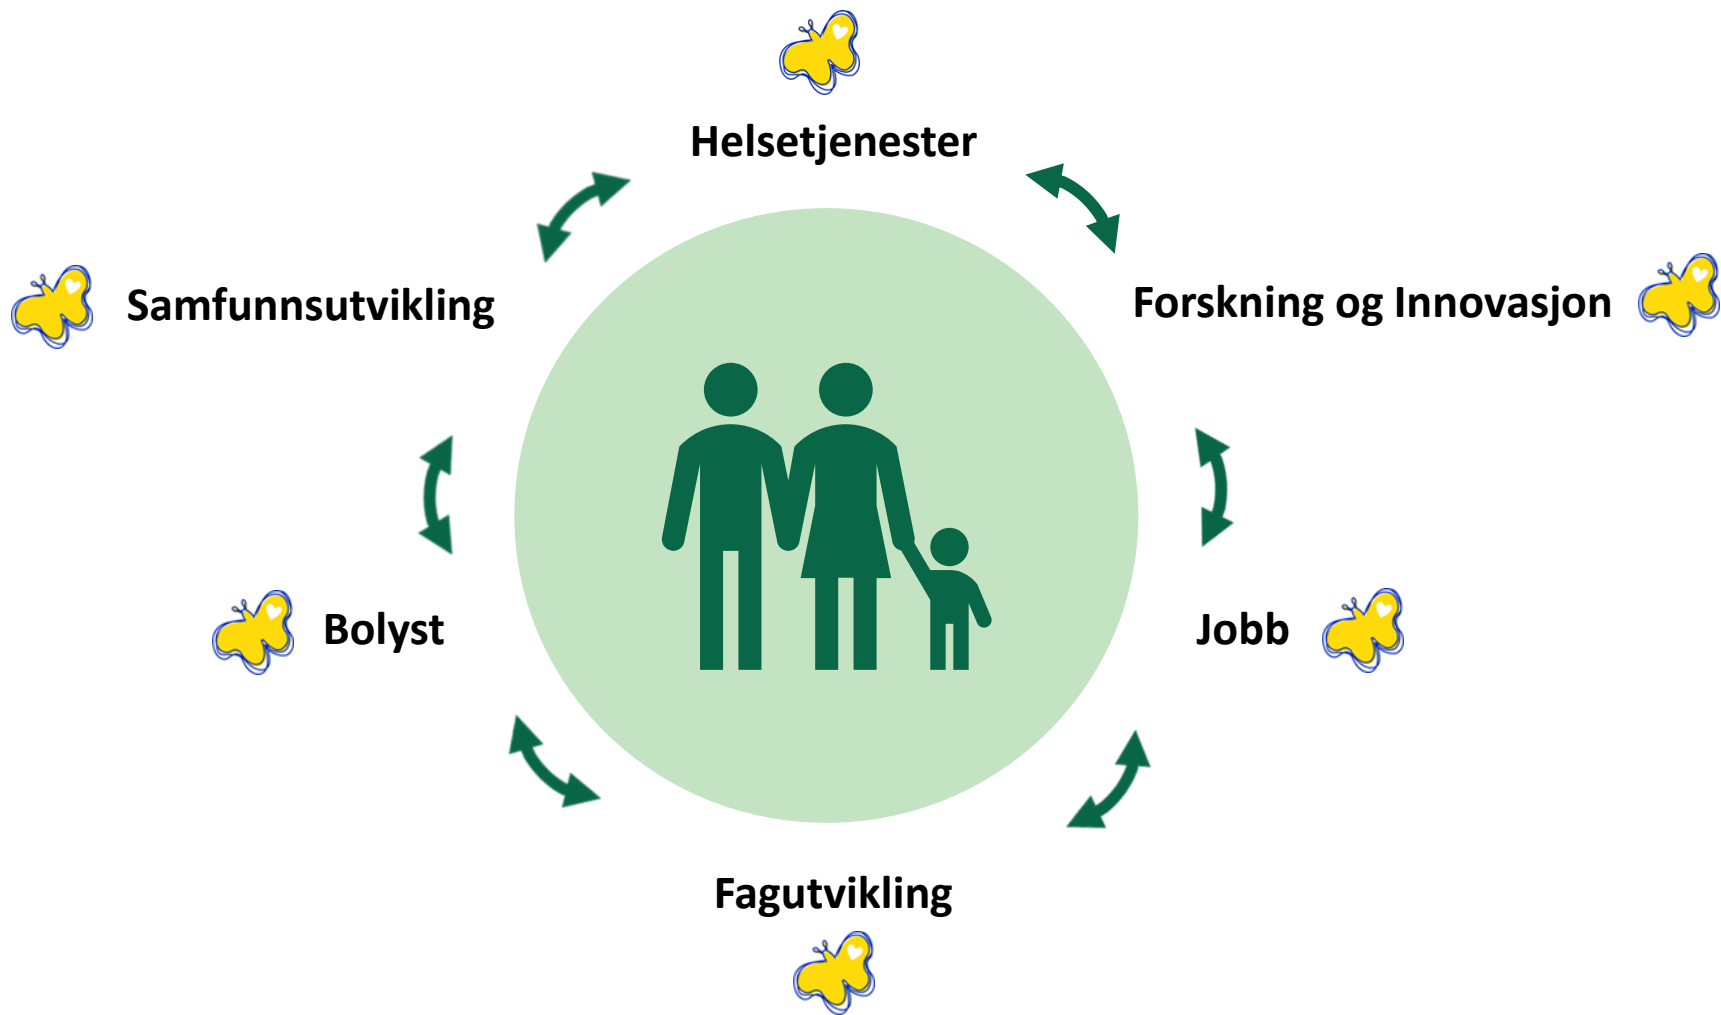 Helsetjenester
Samfunnsutvikling
Forskning og Innovasjon
Bolyst
Jobb
Fagutvikling